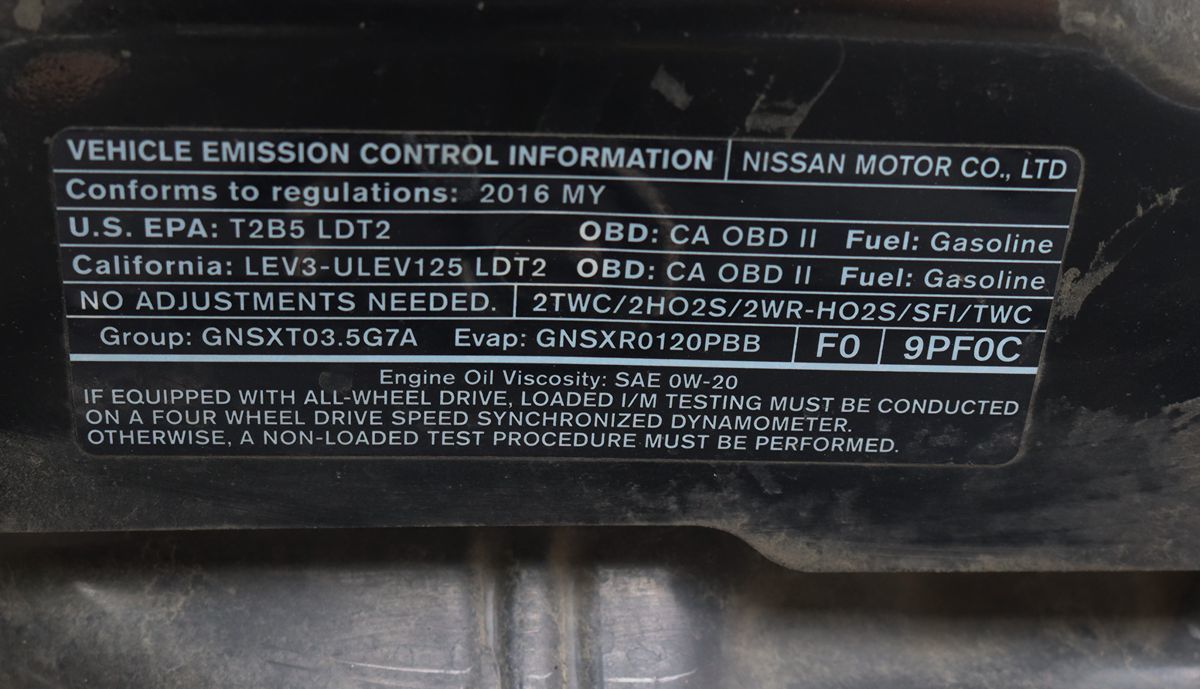 VEHICLE EMISSION CONTROL INFORMATION NISSAN MOTOR CO., LTD
Conforms to regulations: 2016 MY
U.S. EPA: T2B5 LDT2 OBD: CA OBD II Fuel: Gasoline
California: LEV3-ULEV125 LDT2 OBD: CA OBD II Fuel: Gasoline
NO ADJUSTMENTS NEEDED. 2TWC/2HO2S/2WR-HO2S/SFI/TWC
Group: GNSXT03.5G7A Evap: GNSXR0120PBB F0 9PF0C
Engine Oil Viscosity: SAE 0W-20
IF EQUIPPED WITH ALL-WHEEL DRIVE, LOADED I/M TESTING MUST BE CONDUCTED
ON A FOUR WHEEL DRIVE SPEED SYNCHRONIZED DYNAMOMETER.
OTHERWISE, A NON-LOADED TEST PROCEDURE MUST BE PERFORMED.